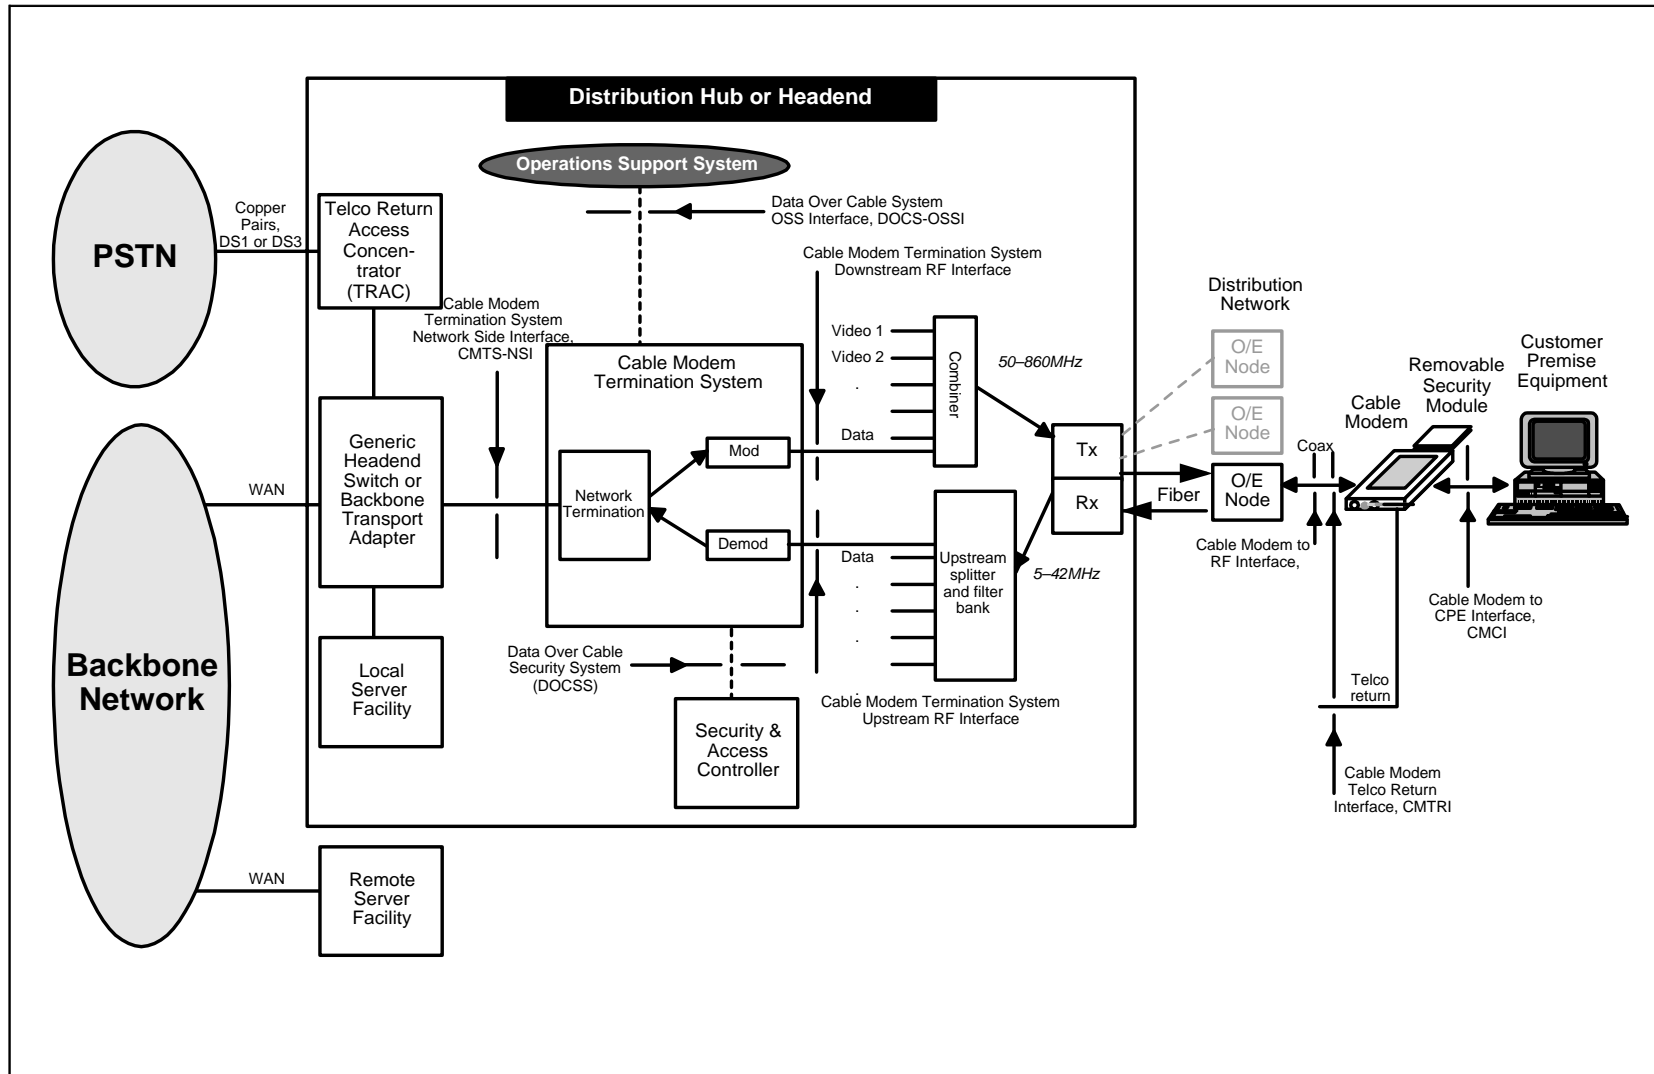 Distribution Hub or Headend
Operations Support System
PSTN
Copper
Pairs,
DS1 or DS3
Telco Return
Access
Concen-
trator
(TRAC)
Data Over Cable System
OSS Interface, DOCS-OSSI
Cable Modem Termination System
Downstream RF Interface
Cable Modem
Termination System
Network Side Interface,
CMTS-NSI
Cable Modem
Termination System
Video 1
Video 2
.
.
Data
Combiner
50–860MHz
Distribution
Network
O/E
Node
O/E
Node
O/E
Node
Cable
Modem
Removable
Security
Module
Customer
Premise
Equipment
Generic
Headend
Switch or
Backbone
Transport
Adapter
WAN
Network
Termination
Mod
Demod
Tx
Rx
Fiber
Coax
Data
.
.
.
.
Upstream
splitter
and filter
bank
5–42MHz
Cable Modem to
RF Interface,
Cable Modem to
CPE Interface,
CMCI
Backbone
Network
Local
Server
Facility
Data Over Cable
Security System
(DOCSS)
Cable Modem Termination System
Upstream RF Interface
Security &
Access
Controller
Telco
return
Cable Modem
Telco Return
Interface, CMTRI
WAN
Remote
Server
Facility